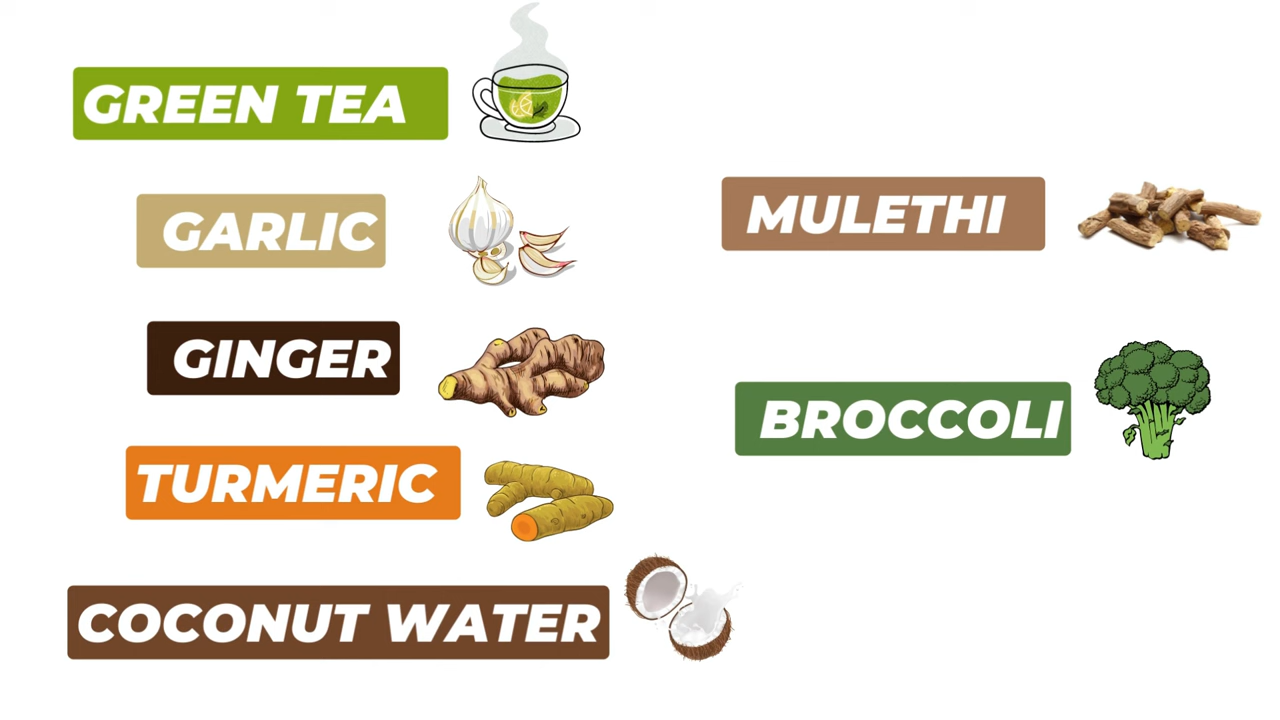 GREEN TEA
GARLIC
GINGER
TURMERIC
COCONUT WATER
MULETHI
BROCCOLI